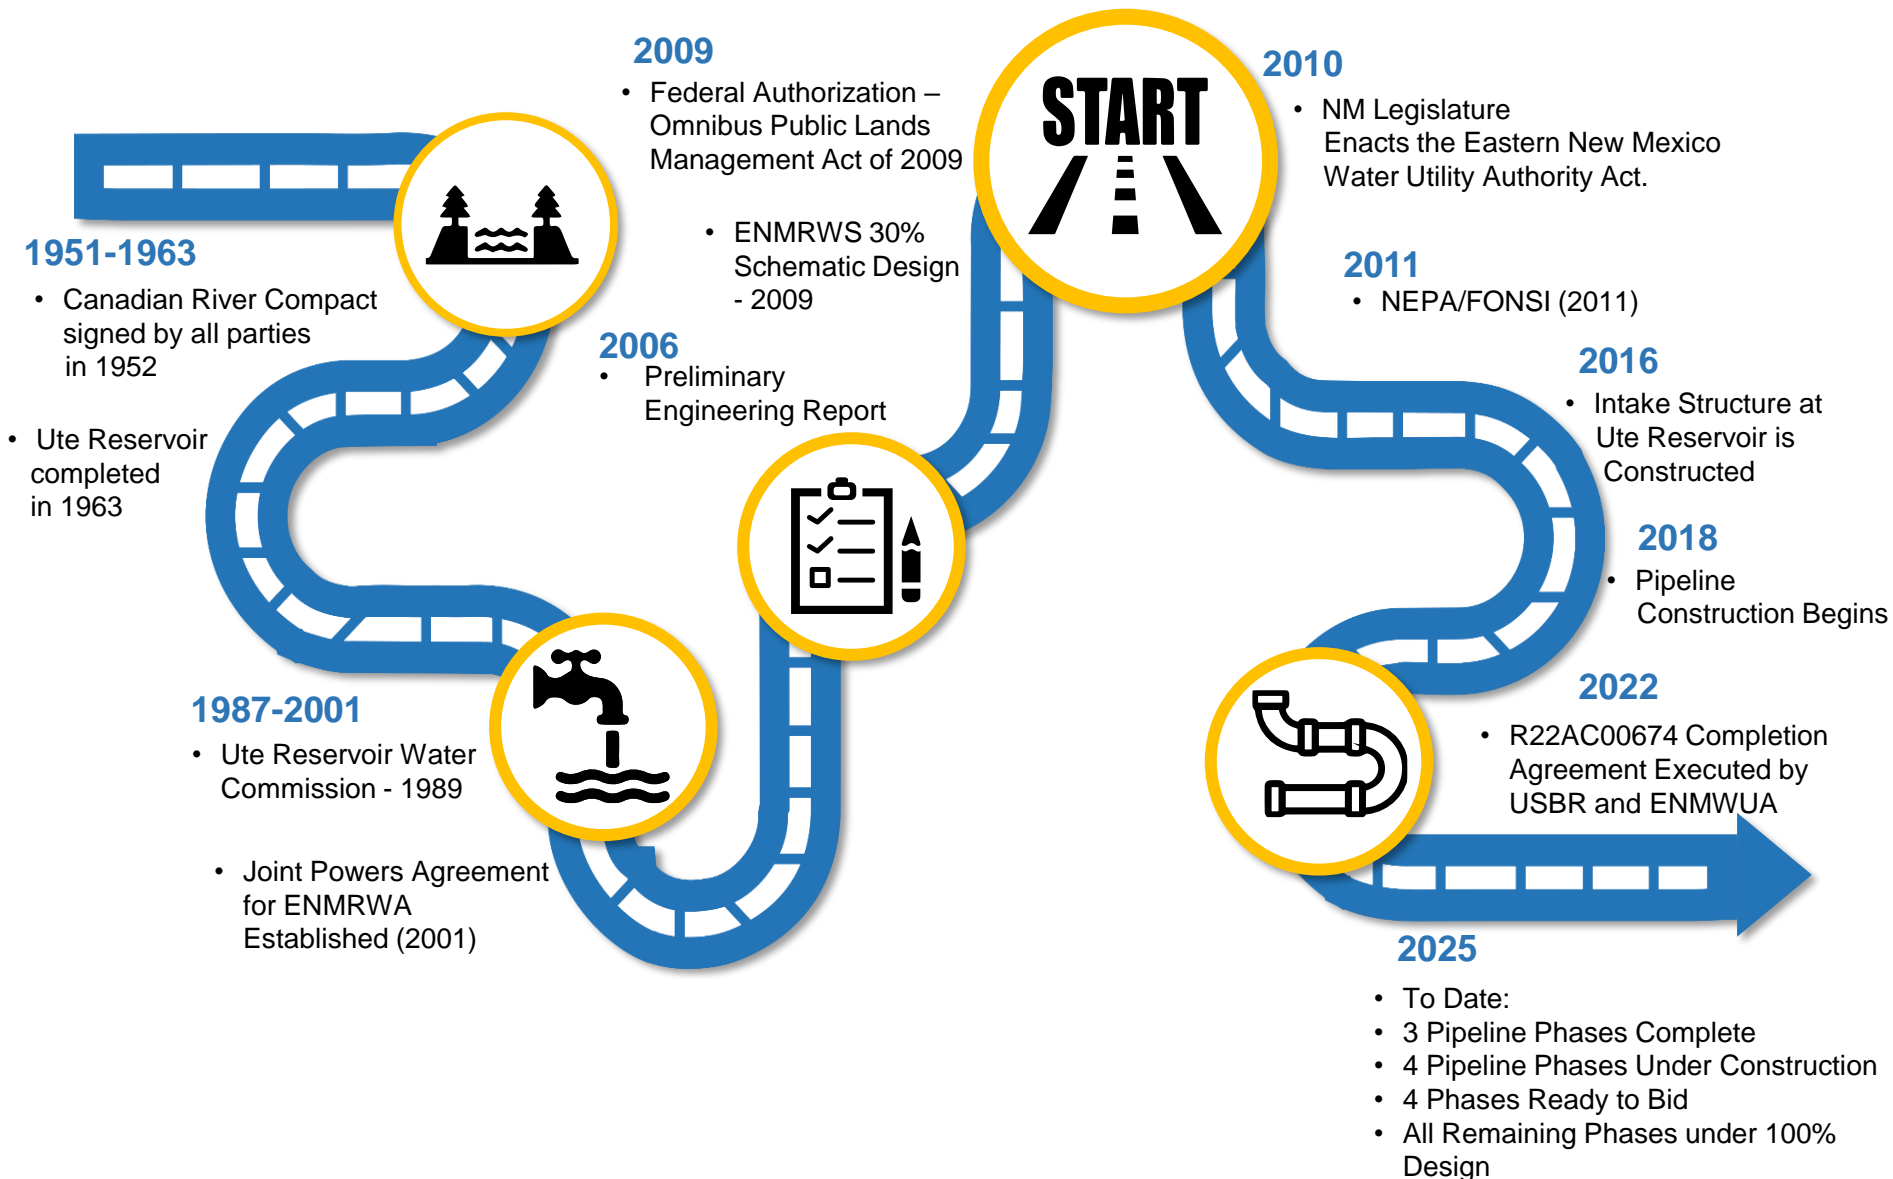 1951-1963
• Canadian River Compact
signed by all parties
in 1952
• Ute Reservoir
completed
in 1963
1987-2001
• Ute Reservoir Water
Commission - 1989
• Joint Powers Agreement
for ENMRWA
Established (2001)
2006
• Preliminary
Engineering Report
2009
• Federal Authorization –
Omnibus Public Lands
Management Act of 2009
• ENMRWS 30%
Schematic Design
- 2009
START
2010
• NM Legislature
Enacts the Eastern New Mexico
Water Utility Authority Act.
2011
• NEPA/FONSI (2011)
2016
• Intake Structure at
Ute Reservoir is
Constructed
2018
• Pipeline
Construction Begins
2022
• R22AC00674 Completion
Agreement Executed by
USBR and ENMWUA
2025
• To Date:
• 3 Pipeline Phases Complete
• 4 Pipeline Phases Under Construction
• 4 Phases Ready to Bid
• All Remaining Phases under 100%
Design